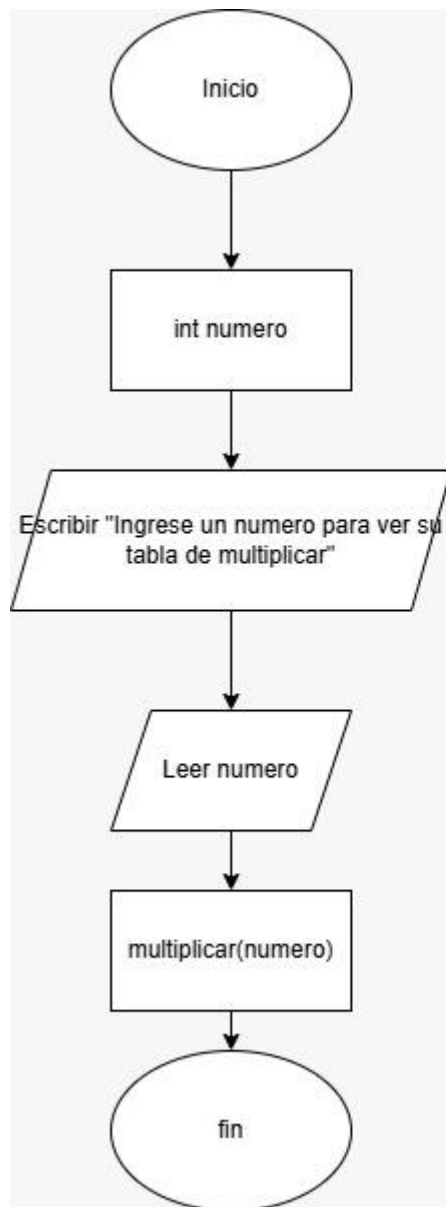 Inicio
int numero
Escribir "Ingrese un numero para ver su
tabla de multiplicar"
Leer numero
multiplicar(numero)
fin